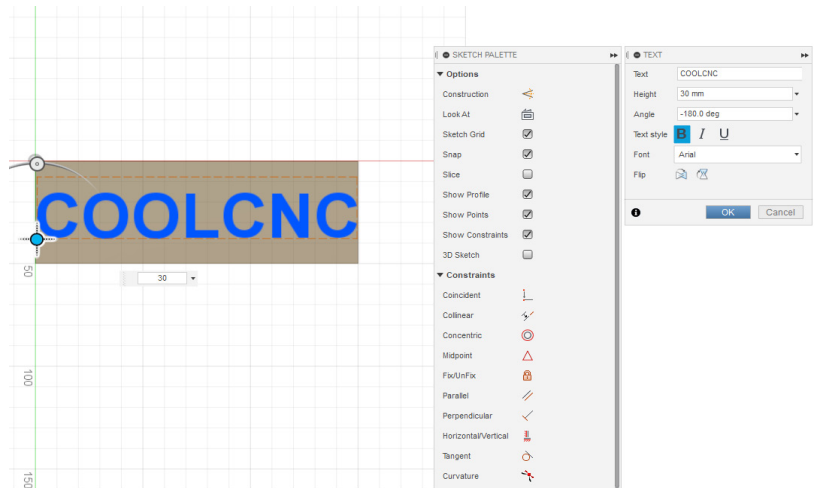 COOLCNC
30
50
100
150
SKETCH PALETTE
Options
Construction
Look At
Sketch Grid
Snap
Slice
Show Profile
Show Points
Show Constraints
3D Sketch
Constraints
Coincident
Collinear
Concentric
Midpoint
Fix/UnFix
Parallel
Perpendicular
Horizontal/Vertical
Tangent
Curvature
TEXT
Text COOLCNC
Height 30 mm
Angle -180.0 deg
Text style B I U
Font Arial
Flip
OK Cancel